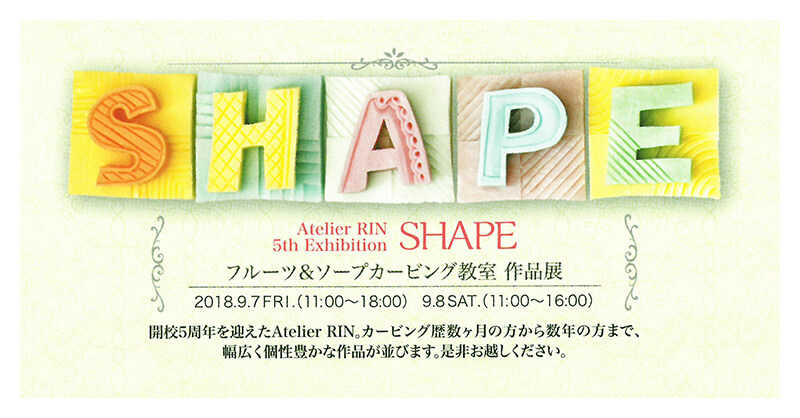 SHAPE
Atelier RIN
5th Exhibition SHAPE
フルーツ&ソープカービング教室 作品展
2018.9.7 FRI.(11:00〜18:00) 9.8 SAT.(11:00〜16:00)
開校5周年を迎えたAtelier RIN。カービング歴数ヶ月の方から数年の方まで、
幅広く個性豊かな作品が並びます。是非お越しください。